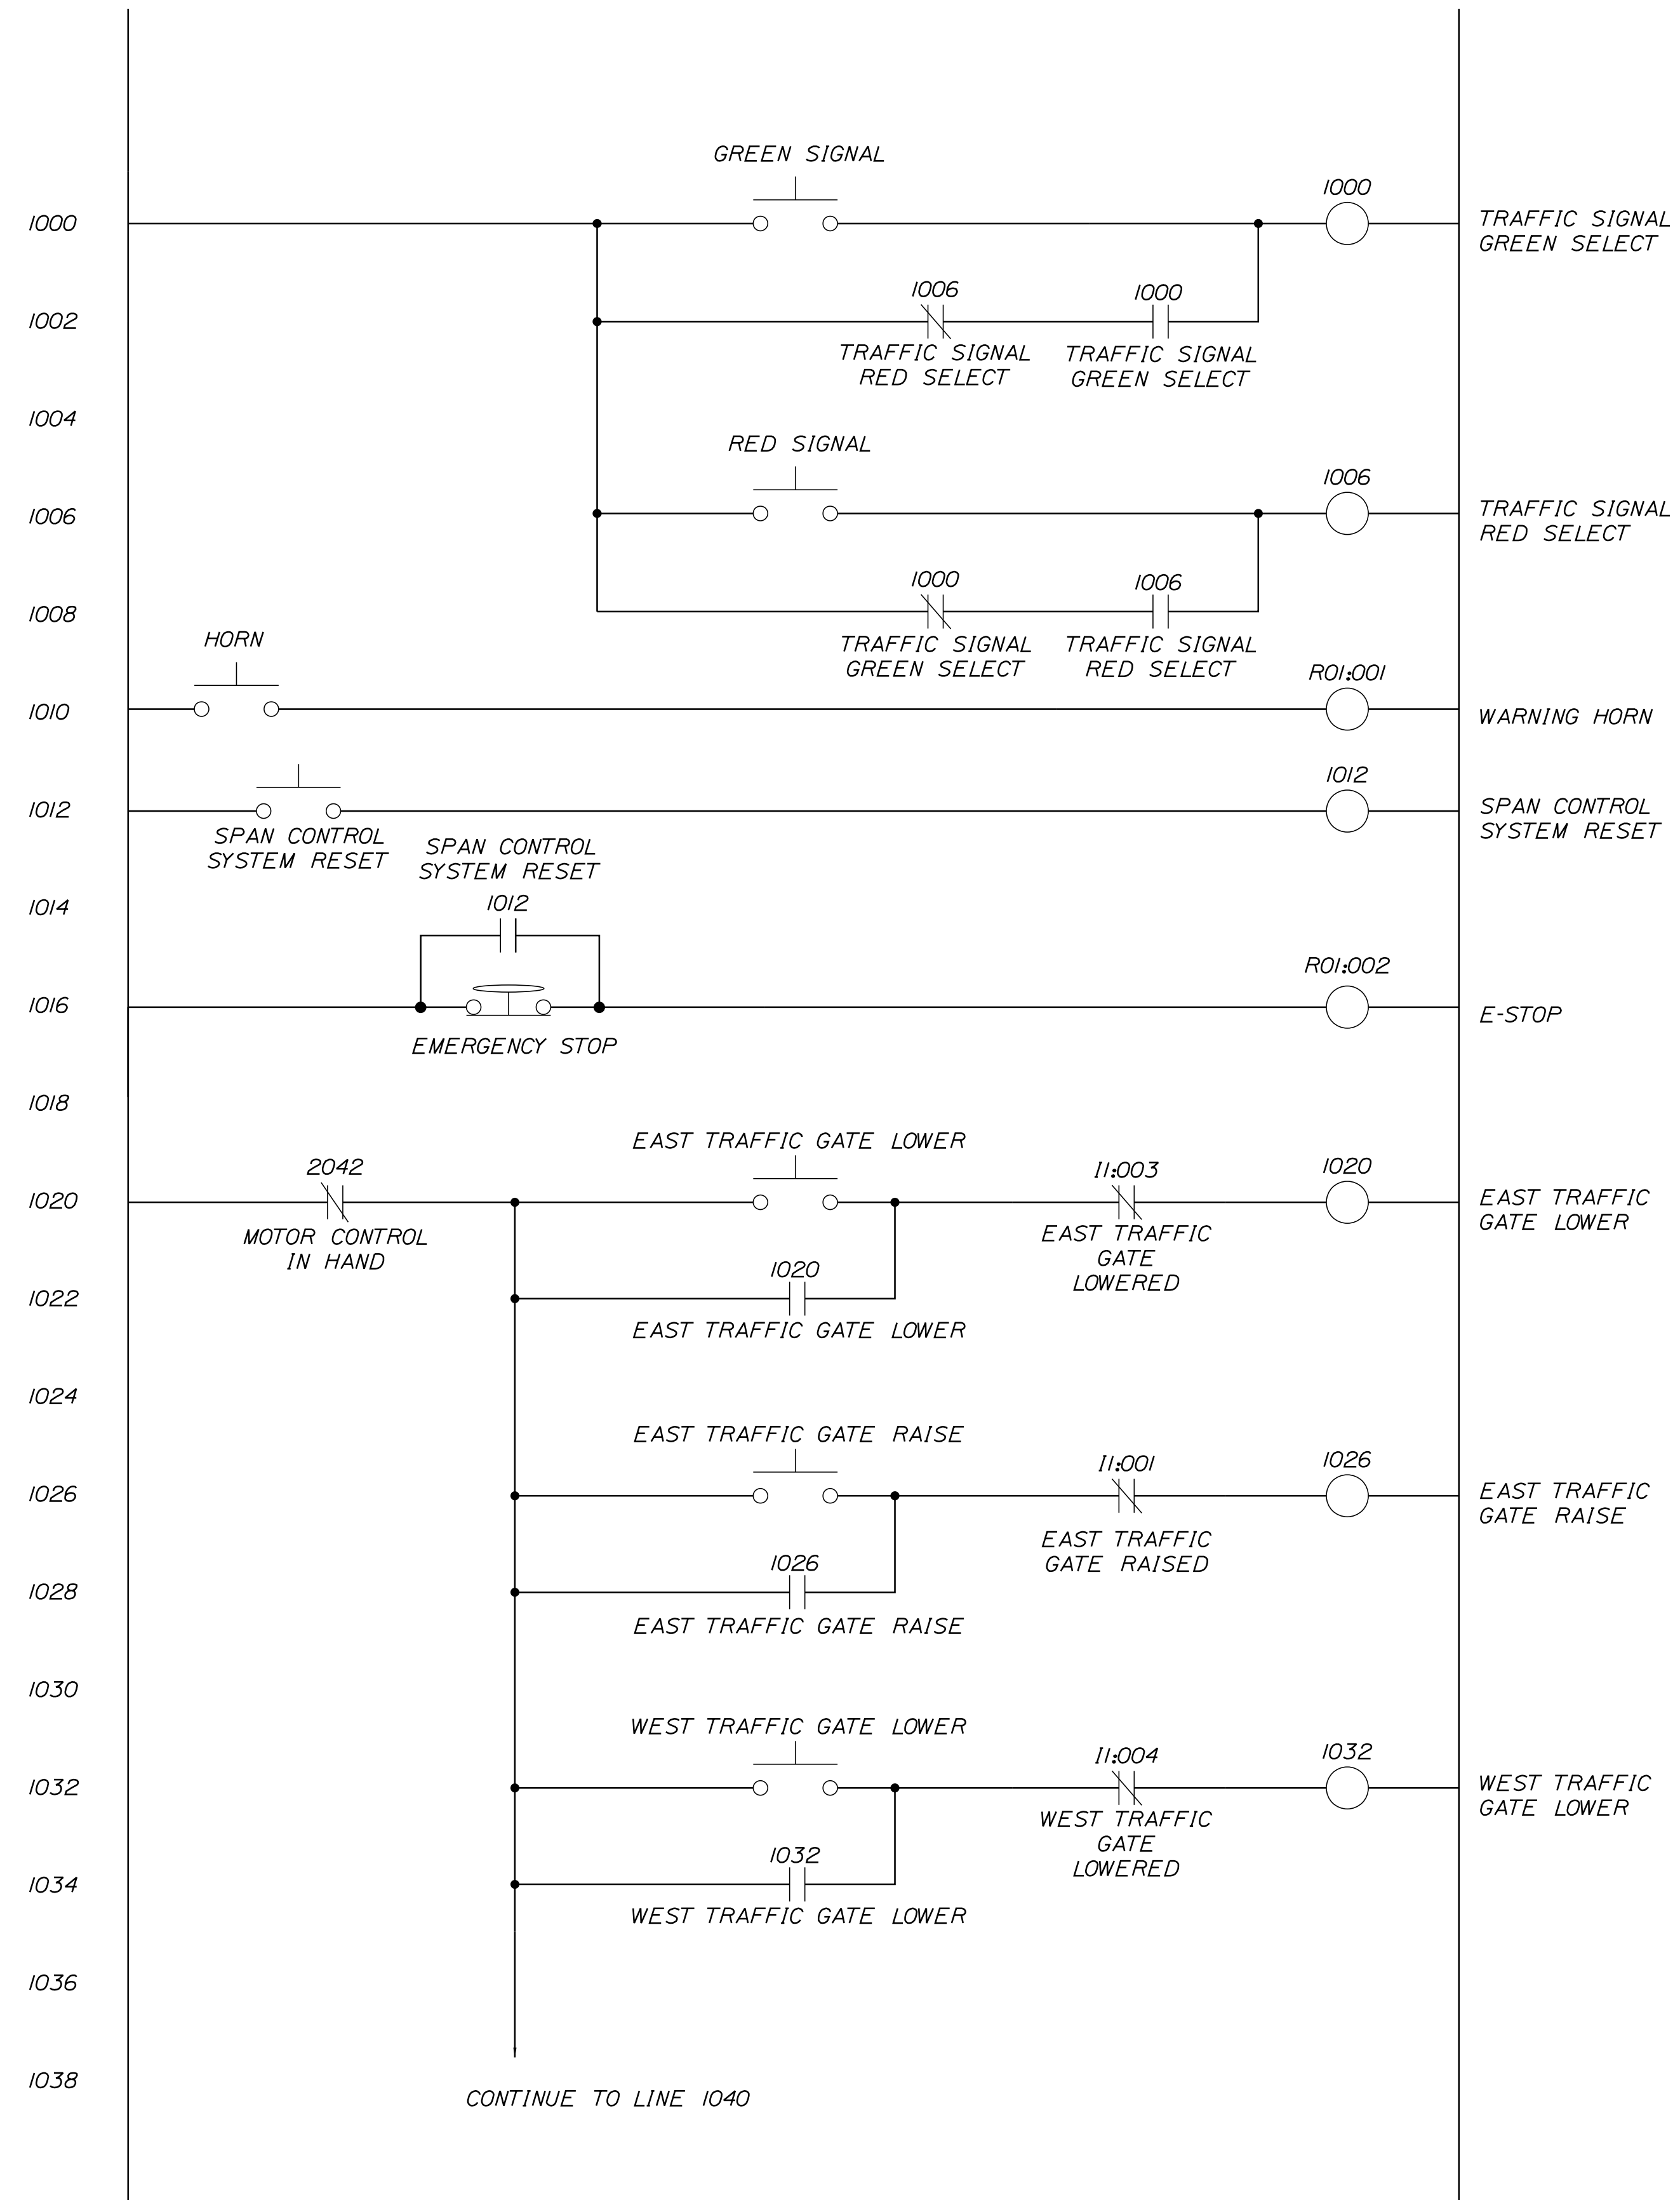 GREEN SIGNAL
1000
1000
TRAFFIC SIGNAL
GREEN SELECT
1006
1000
1002
TRAFFIC SIGNAL
RED SELECT
TRAFFIC SIGNAL
GREEN SELECT
1004
RED SIGNAL
1006
1006
TRAFFIC SIGNAL
RED SELECT
1000
1006
1008
TRAFFIC SIGNAL
GREEN SELECT
TRAFFIC SIGNAL
RED SELECT
HORN
R01:001
1010
WARNING HORN
1012
1012
SPAN CONTROL
SYSTEM RESET
SPAN CONTROL
SYSTEM RESET
SPAN CONTROL
SYSTEM RESET
1014
1012
R01:002
1016
E-STOP
EMERGENCY STOP
1018
EAST TRAFFIC GATE LOWER
2042
I1:003
1020
1020
EAST TRAFFIC
GATE LOWER
MOTOR CONTROL
IN HAND
EAST TRAFFIC
GATE
LOWERED
1020
1022
EAST TRAFFIC GATE LOWER
1024
EAST TRAFFIC GATE RAISE
I1:001
1026
1026
EAST TRAFFIC
GATE RAISE
EAST TRAFFIC
GATE RAISED
1026
1028
EAST TRAFFIC GATE RAISE
1030
WEST TRAFFIC GATE LOWER
I1:004
1032
1032
WEST TRAFFIC
GATE LOWER
WEST TRAFFIC
GATE
LOWERED
1032
1034
WEST TRAFFIC GATE LOWER
1036
1038
CONTINUE TO LINE 1040